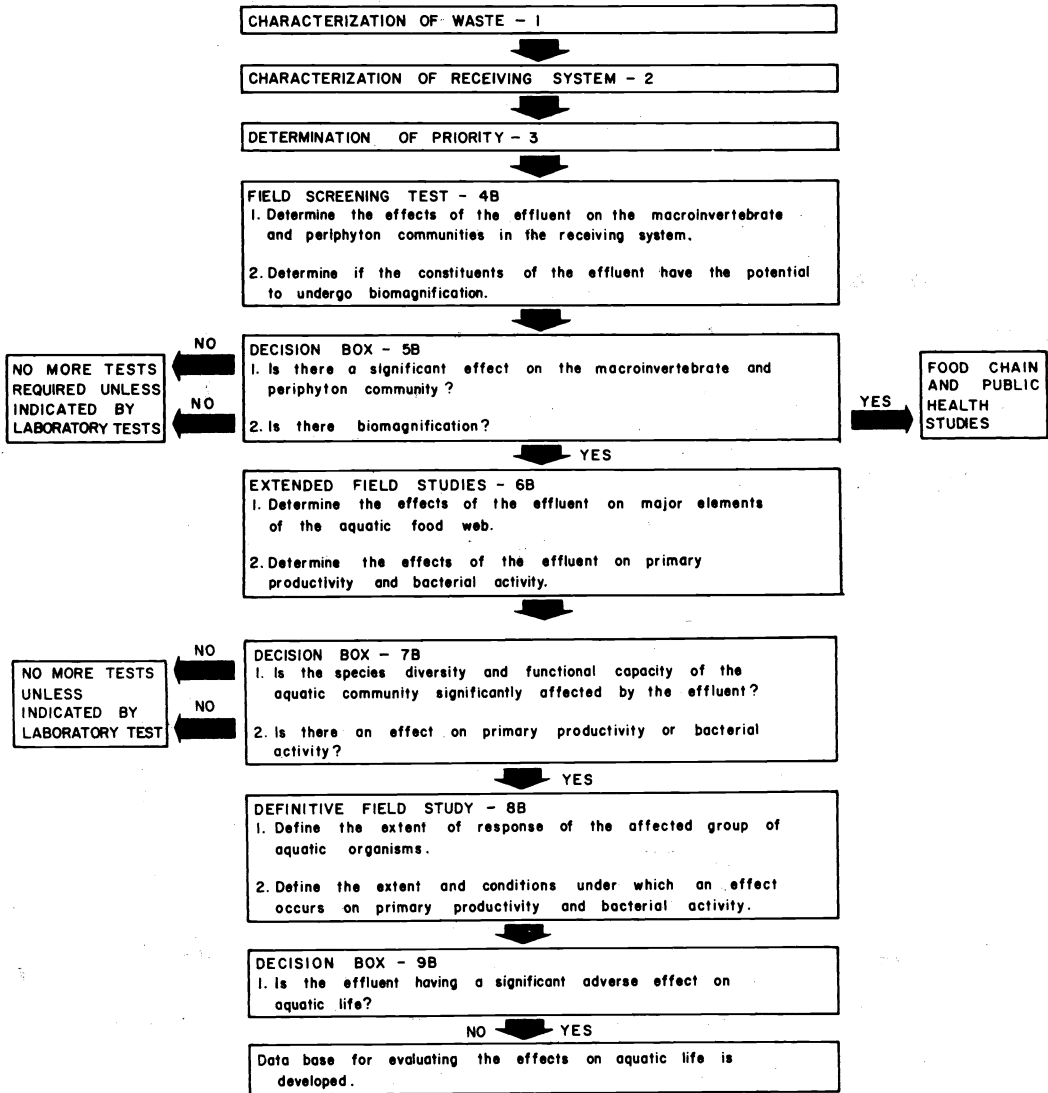 CHARACTERIZATION OF WASTE - 1
CHARACTERIZATION OF RECEIVING SYSTEM - 2
DETERMINATION OF PRIORITY - 3
FIELD SCREENING TEST - 4B
1. Determine the effects of the effluent on the macroinvertebrate
and periphyton communities in the receiving system.
2. Determine if the constituents of the effluent have the potential
to undergo biomagnification.
NO
NO
NO MORE TESTS
REQUIRED UNLESS
INDICATED BY
LABORATORY TESTS
DECISION BOX - 5B
1. Is there a significant effect on the macroinvertebrate and
periphyton community?
2. Is there biomagnification?
YES
FOOD CHAIN
AND PUBLIC
HEALTH
STUDIES
YES
EXTENDED FIELD STUDIES - 6B
1. Determine the effects of the effluent on major elements
of the aquatic food web.
2. Determine the effects of the effluent on primary
productivity and bacterial activity.
NO
NO
NO MORE TESTS
UNLESS
INDICATED BY
LABORATORY TEST
DECISION BOX - 7B
1. Is the species diversity and functional capacity of the
aquatic community significantly affected by the effluent?
2. Is there an effect on primary productivity or bacterial
activity?
YES
DEFINITIVE FIELD STUDY - 8B
1. Define the extent of response of the affected group of
aquatic organisms.
2. Define the extent and conditions under which an effect
occurs on primary productivity and bacterial activity.
DECISION BOX - 9B
1. Is the effluent having a significant adverse effect on
aquatic life?
NO YES
Data base for evaluating the effects on aquatic life is
developed.